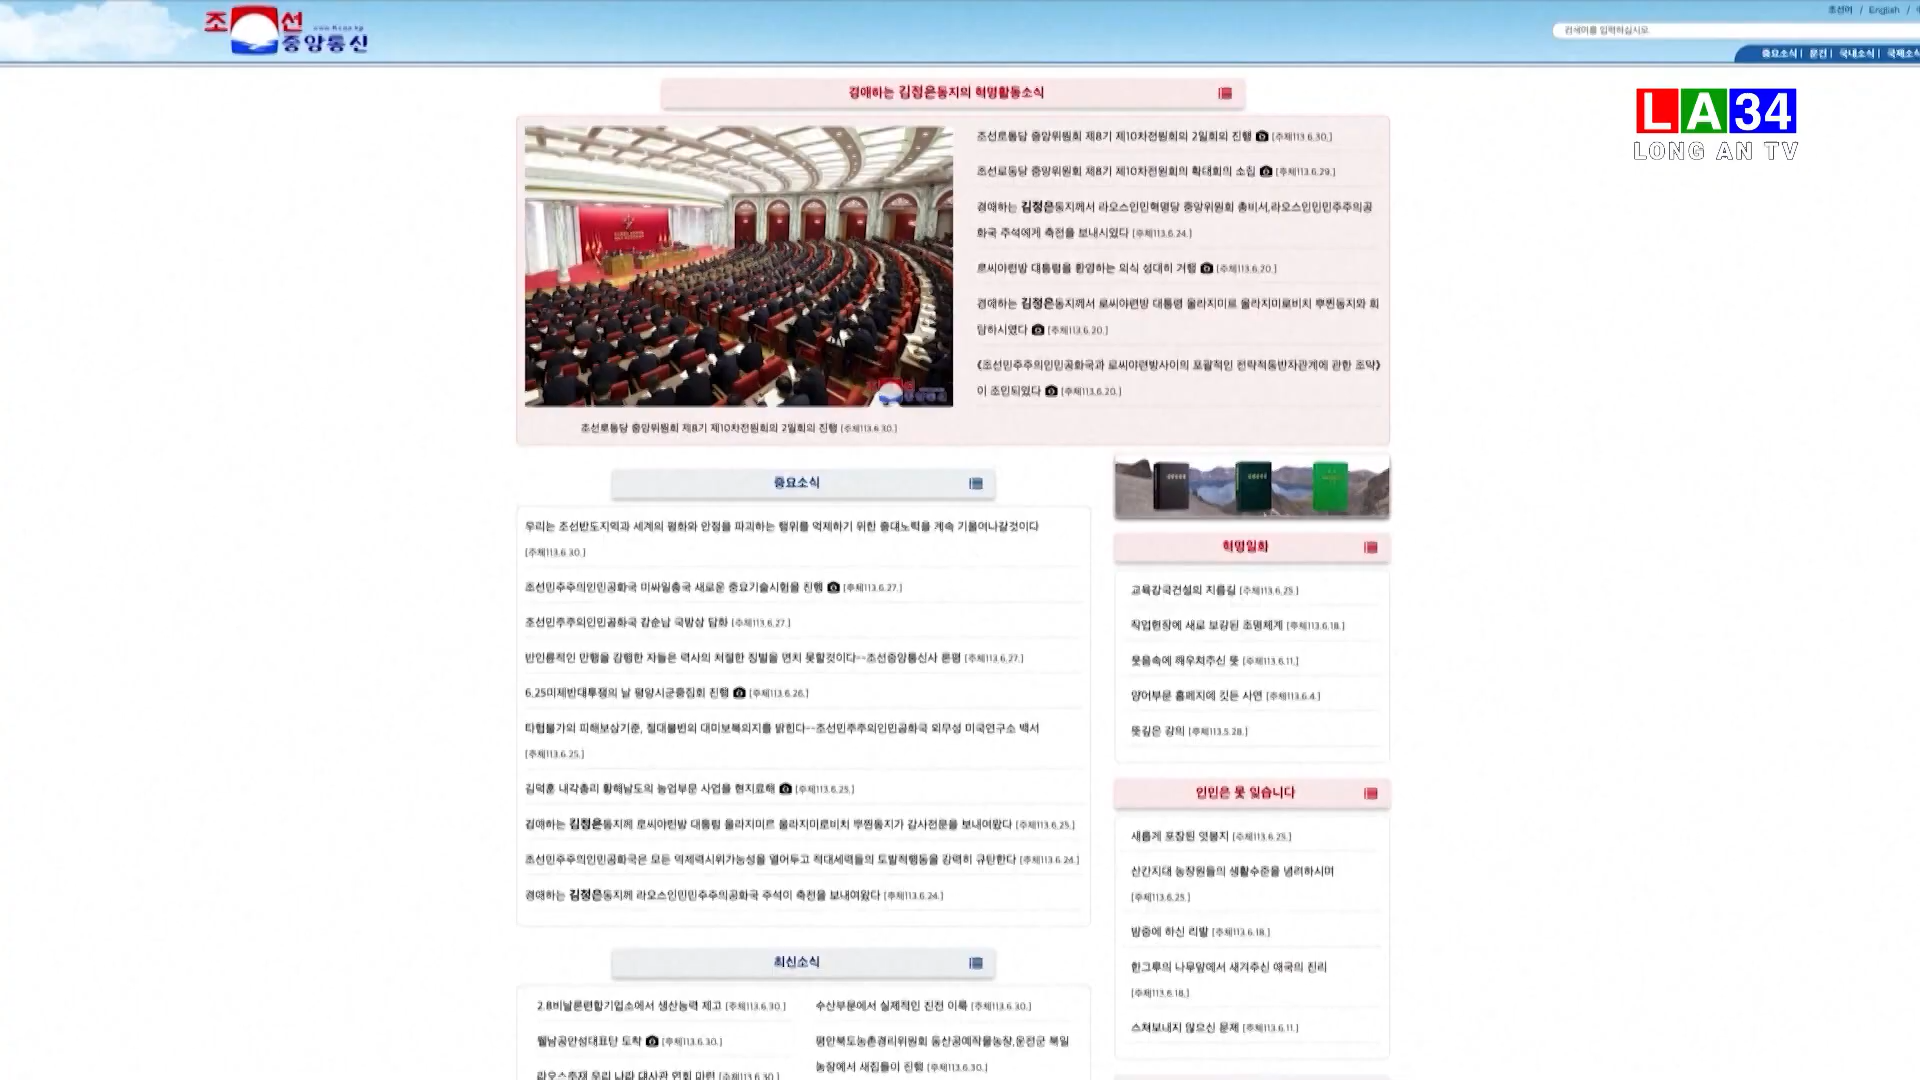 조선
중앙통신
조선어 / English /
검색어를 입력하십시오
중요소식 | 문건 | 국내소식 | 국제소식
LA34
LONG AN TV
경애하는 김정은동지의 혁명활동소식
조선로동당 중앙위원회 제8기 제10차전원회의 2일회의 진행 [주체113.6.30.]
조선로동당 중앙위원회 제8기 제10차전원회의 확대회의 소집 [주체113.6.29.]
경애하는 김정은동지께서 라오스인민혁명당 중앙위원회 총비서,라오스인민민주주의공
화국 주석에게 축전을 보내시였다 [주체113.6.24.]
로씨야련방 대통령을 환영하는 의식 성대히 거행 [주체113.6.20.]
경애하는 김정은동지께서 로씨야련방 대통령 울라지미르 울라지미로비치 뿌찐동지와 회
담하시였다 [주체113.6.20.]
《조선민주주의인민공화국과 로씨야련방사이의 포괄적인 전략적동반자관계에 관한 조약》
이 조인되였다 [주체113.6.20.]
조선로동당 중앙위원회 제8기 제10차전원회의 2일회의 진행 [주체113.6.30.]
중요소식
우리는 조선반도지역과 세계의 평화와 안정을 파괴하는 행위를 억제하기 위한 중대노력을 계속 기울여나갈것이다
[주체113.6.30.]
조선민주주의인민공화국 미싸일총국 새로운 중요기술시험을 진행 [주체113.6.27.]
조선민주주의인민공화국 강순남 국방상 담화 [주체113.6.27.]
반인륜적인 만행을 감행한 자들은 력사의 처절한 징벌을 면치 못할것이다--조선중앙통신사 론평 [주체113.6.27.]
6.25미제반대투쟁의 날 평양시군중집회 진행 [주체113.6.26.]
타협불가의 피해보상기준, 절대불변의 대미보복의지를 밝힌다--조선민주주의인민공화국 외무성 미국연구소 백서
[주체113.6.25.]
김덕훈 내각총리 황해남도의 농업부문 사업을 현지료해 [주체113.6.25.]
경애하는 김정은동지께 로씨야련방 대통령 울라지미르 울라지미로비치 뿌찐동지가 감사전문을 보내여왔다 [주체113.6.25.]
조선민주주의인민공화국은 모든 억제력시위가능성을 열어두고 적대세력들의 도발적행동을 강력히 규탄한다 [주체113.6.24.]
경애하는 김정은동지께 라오스인민민주주의공화국 주석이 축전을 보내여왔다 [주체113.6.24.]
혁명일화
교육강국건설의 지름길 [주체113.6.25.]
작업현장에 새로 보강된 조명체계 [주체113.6.18.]
웃음속에 깨우쳐주신 뜻 [주체113.6.11.]
양어부문 홈페지에 깃든 사연 [주체113.6.4.]
뜻깊은 강의 [주체113.5.28.]
인민은 못 잊습니다
새롭게 포장된 엿봉지 [주체113.6.25.]
산간지대 농장원들의 생활수준을 념려하시며
[주체113.6.25.]
밤중에 하신 리발 [주체113.6.18.]
한그루의 나무앞에서 새겨주신 애국의 진리
[주체113.6.18.]
스쳐보내지 않으신 문제 [주체113.6.11.]
최신소식
2.8비날론련합기업소에서 생산능력 제고 [주체113.6.30.]
월남공안성대표단 도착 [주체113.6.30.]
라오스주재 우리 나라 대사관 연회 마련 [주체113.6.30.]
수산부문에서 실제적인 진전 이룩 [주체113.6.30.]
평안북도농촌경리위원회 동산공예작물농장,운전군 북일
농장에서 새집들이 진행 [주체113.6.30.]